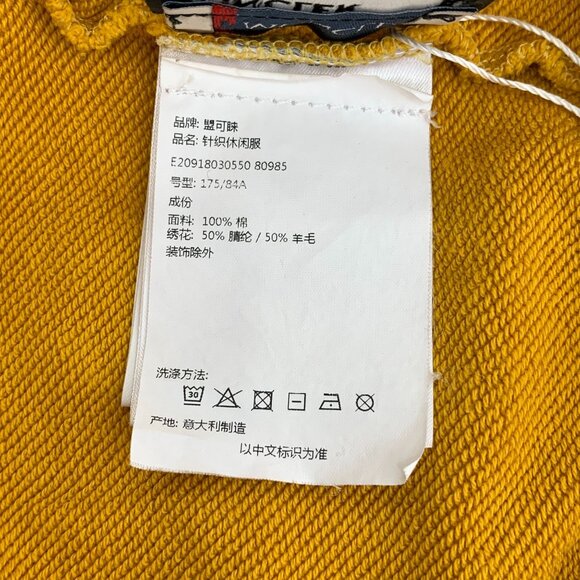 品牌: 盟可睐
品名: 针织休闲服
E20918030550 80985
号型: 175/84A
成份
面料: 100% 棉
绣花: 50% 腈纶 / 50% 羊毛
装饰除外
洗涤方法:
30
产地: 意大利制造
以中文标识为准